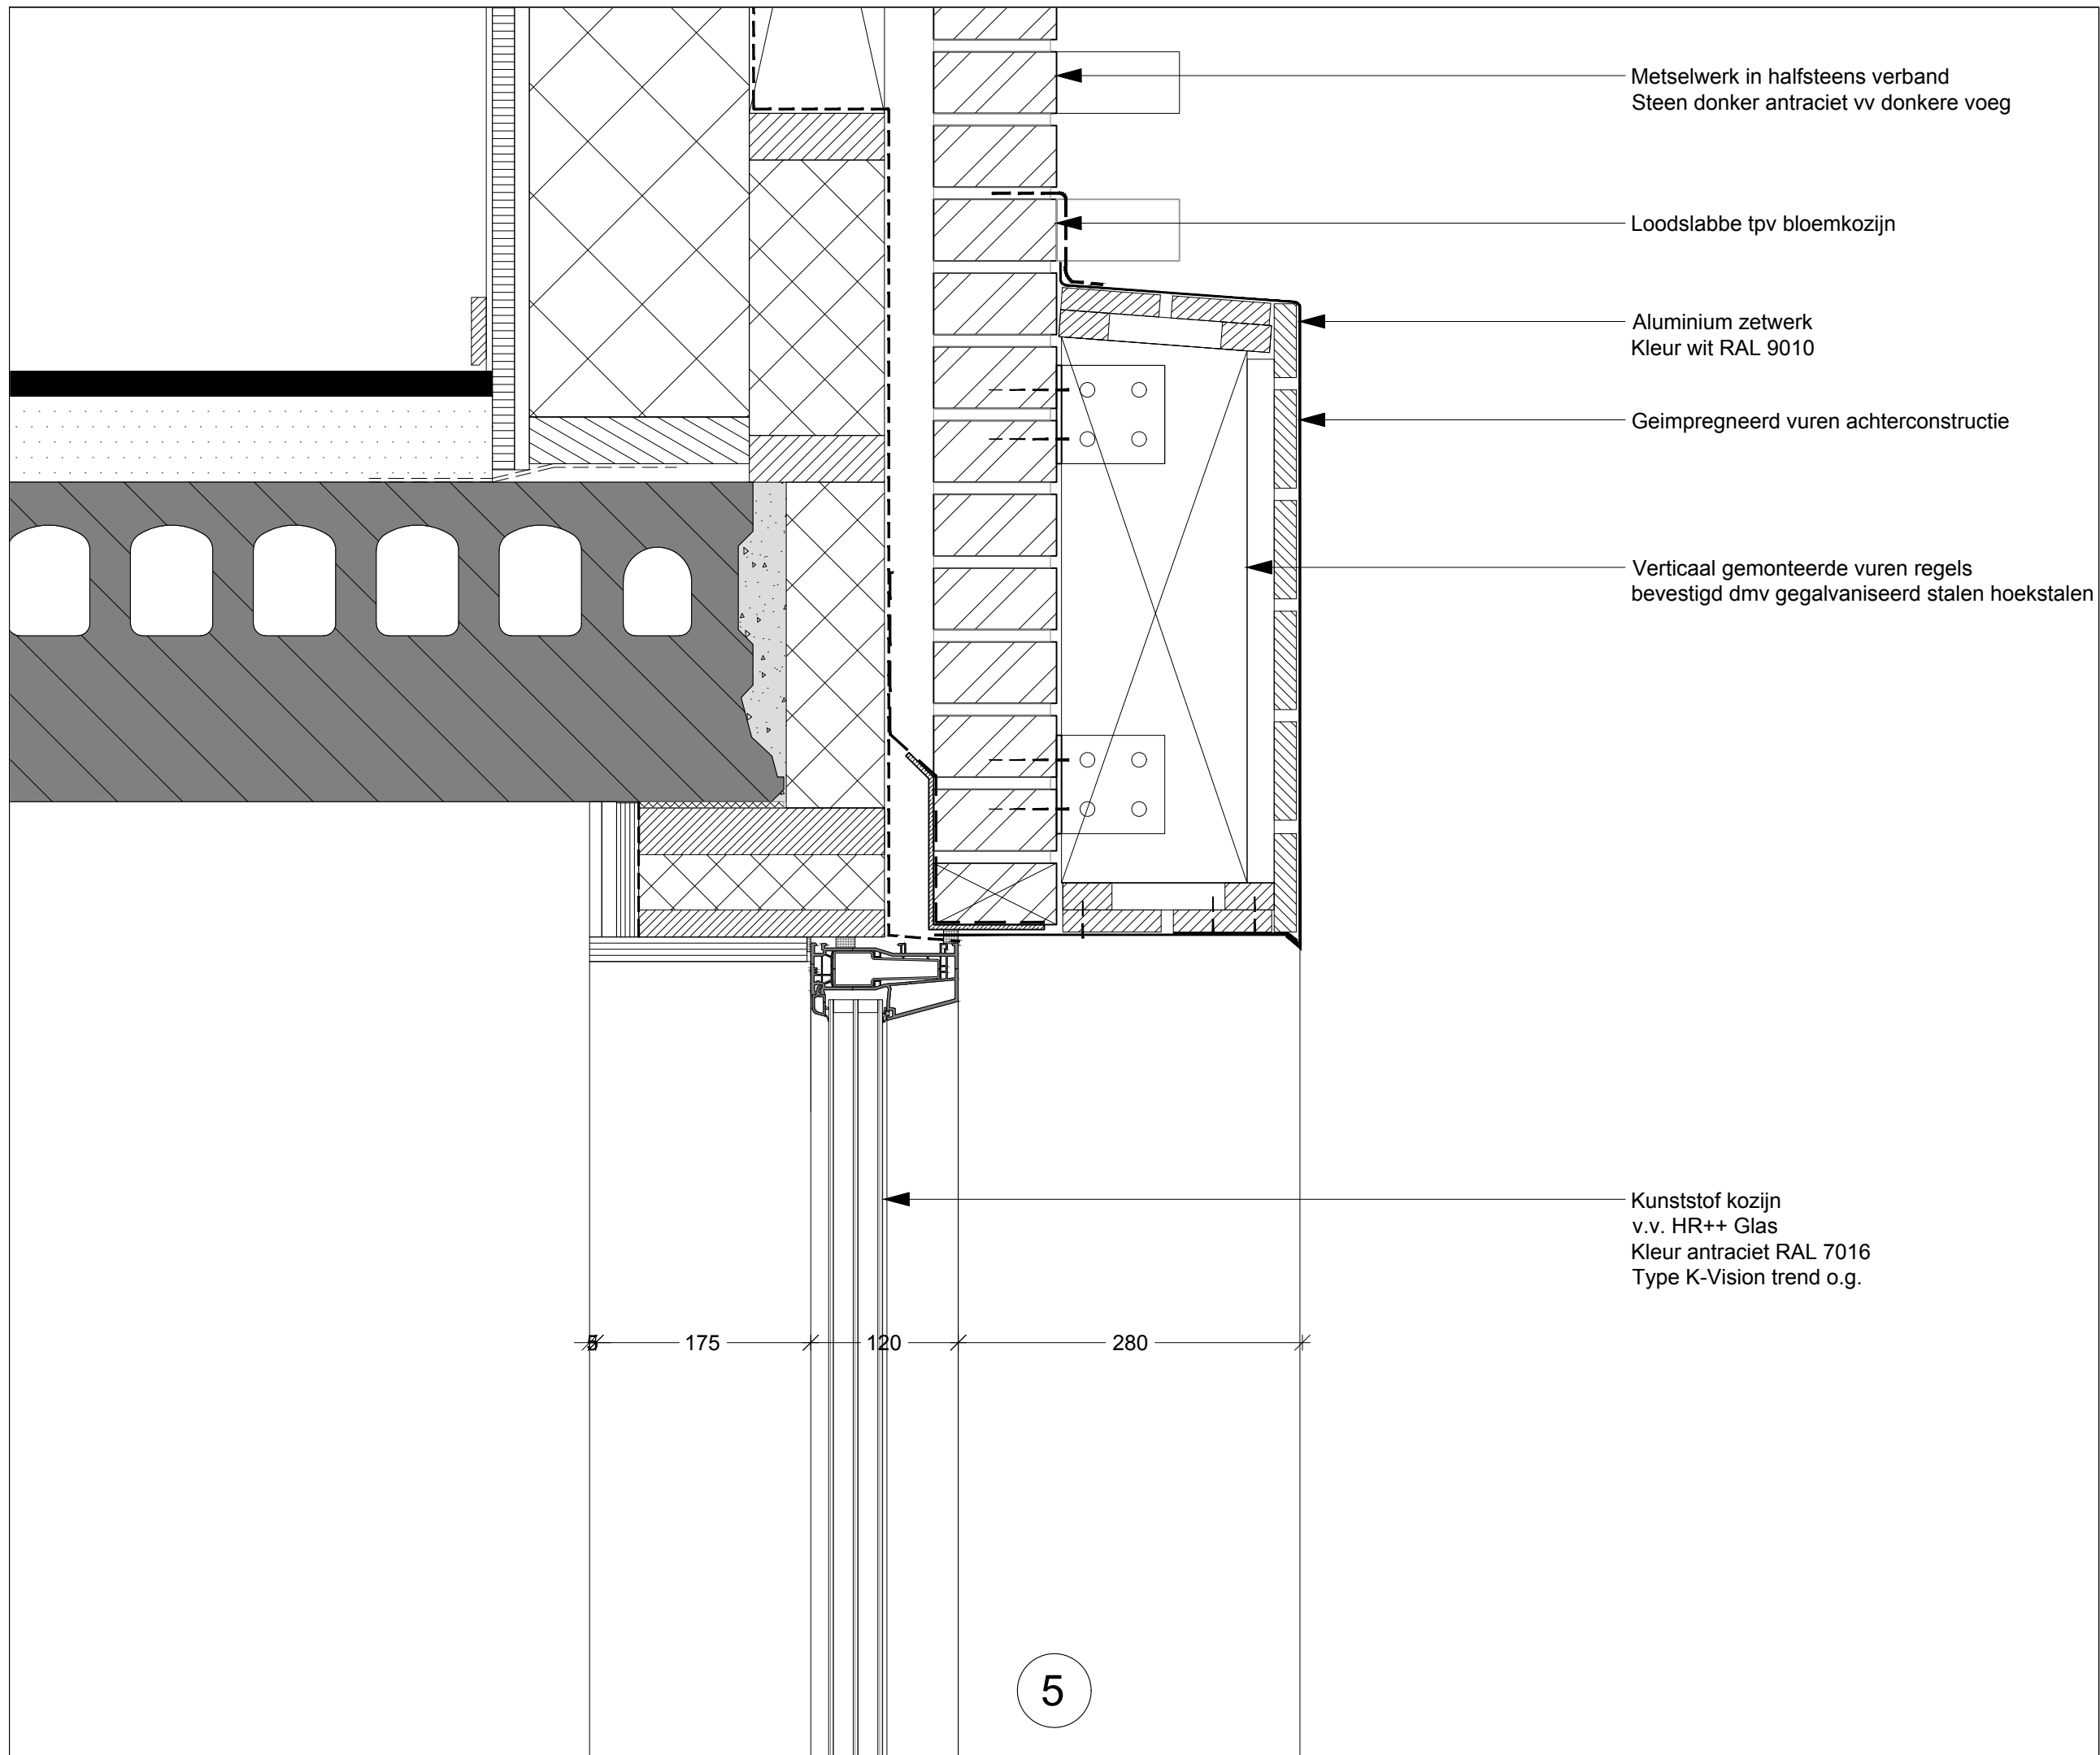 Metselwerk in halfsteens verband
Steen donker antraciet vv donkere voeg
Loodslabbe tpv bloemkozijn
Aluminium zetwerk
Kleur wit RAL 9010
Geimpregneerd vuren achterconstructie
Verticaal gemonteerde vuren regels
bevestigd dmv gegalvaniseerd stalen hoekstalen
Kunststof kozijn
v.v. HR++ Glas
Kleur antraciet RAL 7016
Type K-Vision trend o.g.
175 120 280
5